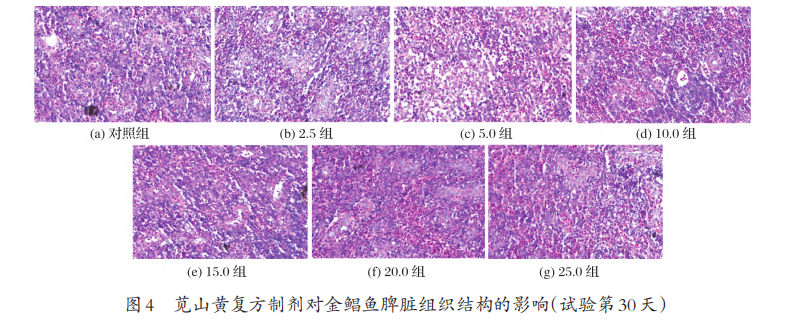 (a) 对照组 (b) 2.5 组 (c) 5.0 组 (d) 10.0 组
(e) 15.0 组 (f) 20.0 组 (g) 25.0 组
图 4 苋山黄复方制剂对金鲳鱼脾脏组织结构的影响(试验第 30 天)